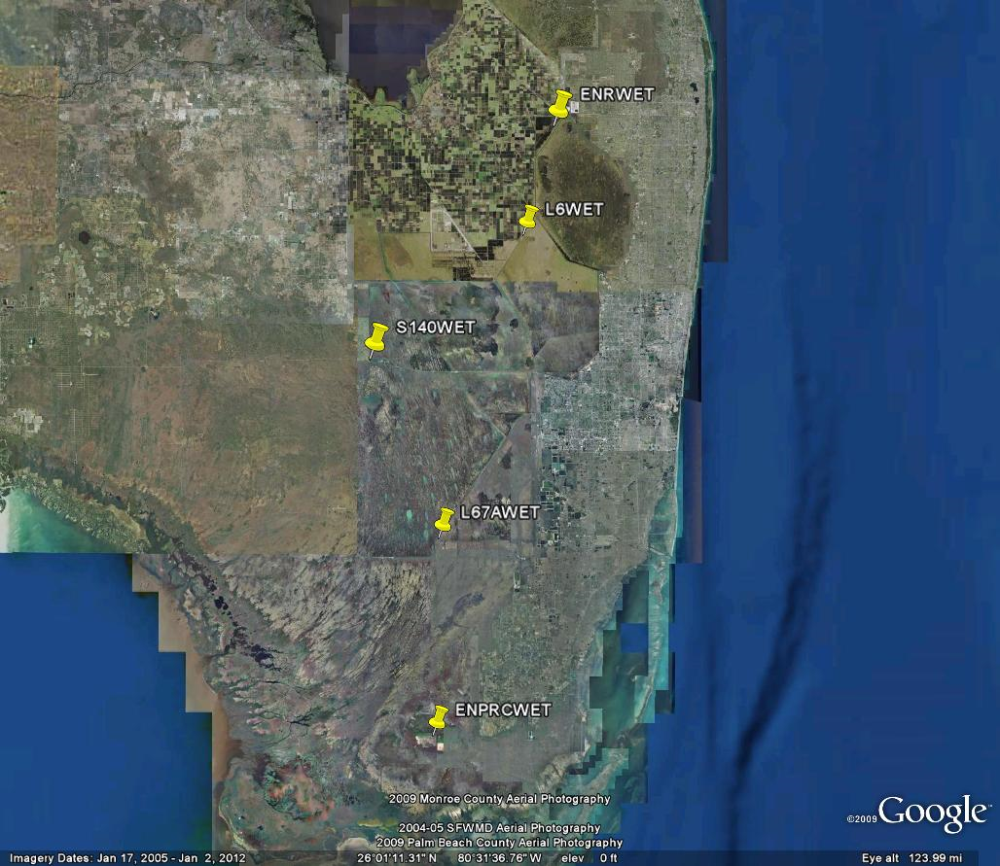 ENRWET
L6WET
S140WET
L67AWET
ENPRCWET
2009 Monroe County Aerial Photography
©2009 Google™
2004-05 SFWMD Aerial Photography
2009 Palm Beach County Aerial Photography
Imagery Dates: Jan 17, 2005 - Jan 2, 2012 26°01'11.31" N 80°31'36.76" W elev 0 ft Eye alt 123.99 mi